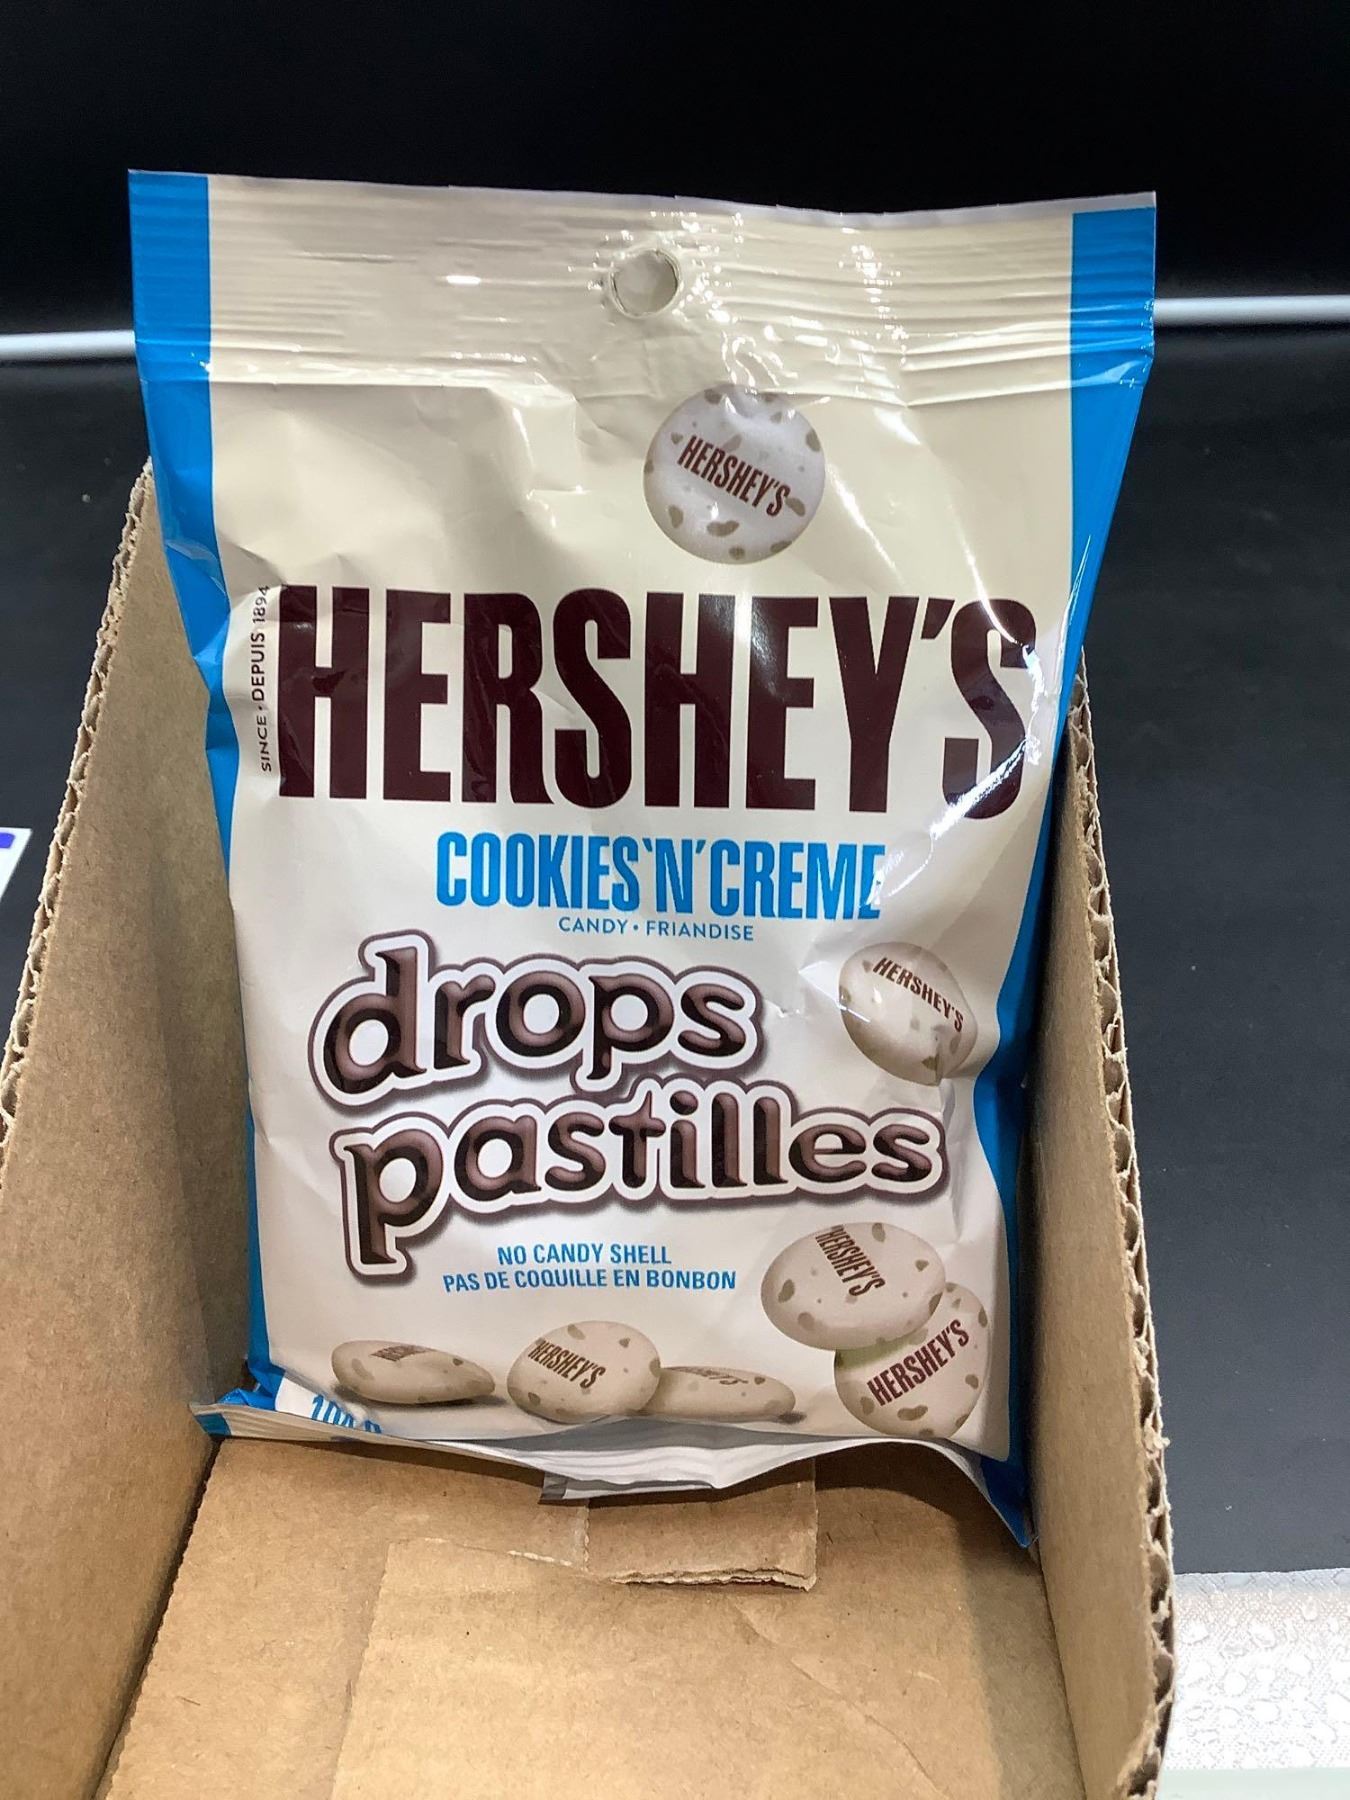 HERSHEY'S
SINCE • DEPUIS 1894
HERSHEY'S
COOKIES'N'CREME
CANDY • FRIANDISE
drops
HERSHEY'S
pastilles
NO CANDY SHELL
PAS DE COQUILLE EN BONBON
HERSHEY'S
HERSHEY'S
HERSHEY'S